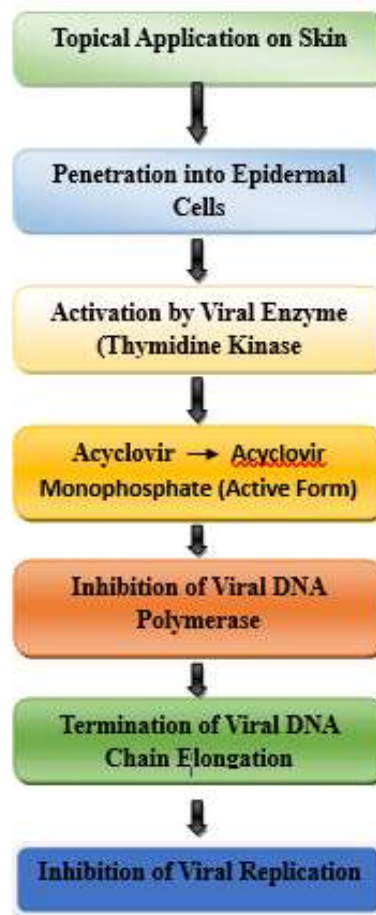 Topical Application on Skin
Penetration into Epidermal
Cells
Activation by Viral Enzyme
(Thymidine Kinase
Acyclovir → Acyclovir
Monophosphate (Active Form)
Inhibition of Viral DNA
Polymerase
Termination of Viral DNA
Chain Elongation
Inhibition of Viral Replication